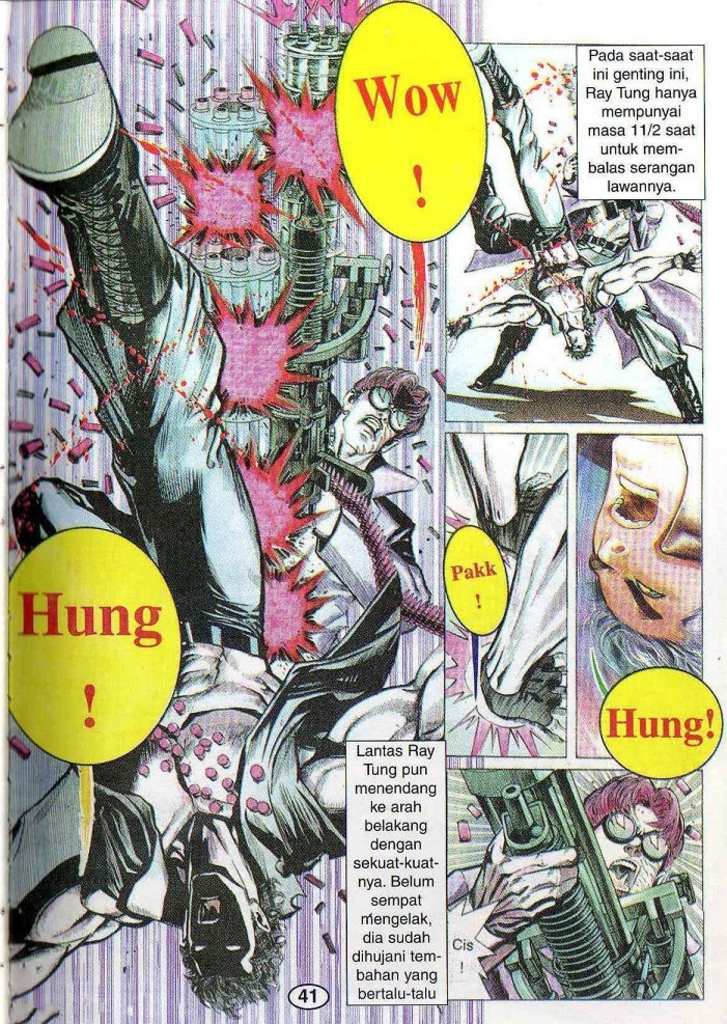 Wow
!
Pada saat-saat
ini genting ini,
Ray Tung hanya
mempunyai
masa 11/2 saat
untuk mem-
balas serangan
lawannya.
Hung
!
Pakk
!
Hung!
Lantas Ray
Tung pun
menendang
ke arah
belakang
dengan
sekuat-kuat-
nya. Belum
sempat
mengelak,
dia sudah
dihujani tem-
bahan yang
bertalu-talu
Cis
!
41